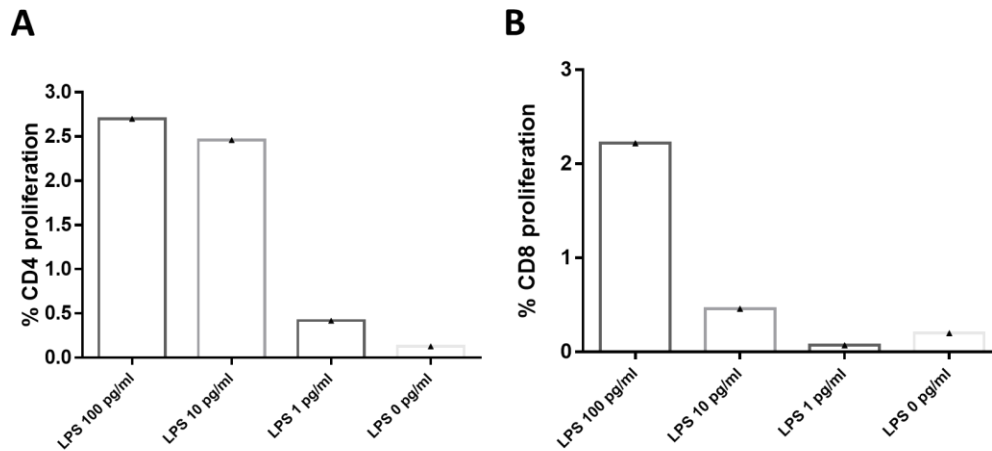 A
% CD4 proliferation
3.0
2.5
2.0
1.5
1.0
0.5
0.0
LPS 100 pg/ml
LPS 10 pg/ml
LPS 1 pg/ml
LPS 0 pg/ml
B
% CD8 proliferation
3
2
1
0
LPS 100 pg/ml
LPS 10 pg/ml
LPS 1 pg/ml
LPS 0 pg/ml